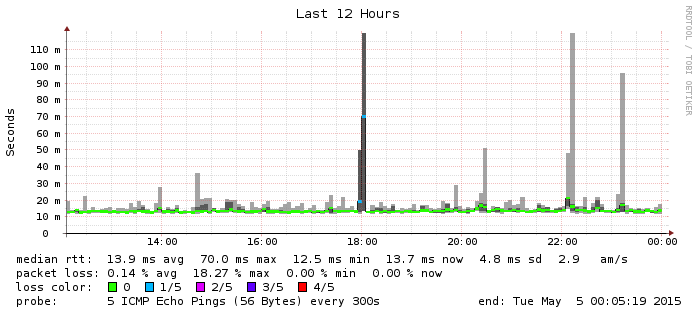 Last 12 Hours
RRDTOOL / TOBI OETIKER
Seconds
110 m
100 m
90 m
80 m
70 m
60 m
50 m
40 m
30 m
20 m
10 m
0
14:00 16:00 18:00 20:00 22:00 00:00
median rtt: 13.9 ms avg 70.0 ms max 12.5 ms min 13.7 ms now 4.8 ms sd 2.9 am/s
packet loss: 0.14 % avg 18.27 % max 0.00 % min 0.00 % now
loss color: 0 1/5 2/5 3/5 4/5
probe: 5 ICMP Echo Pings (56 Bytes) every 300s end: Tue May 5 00:05:19 2015